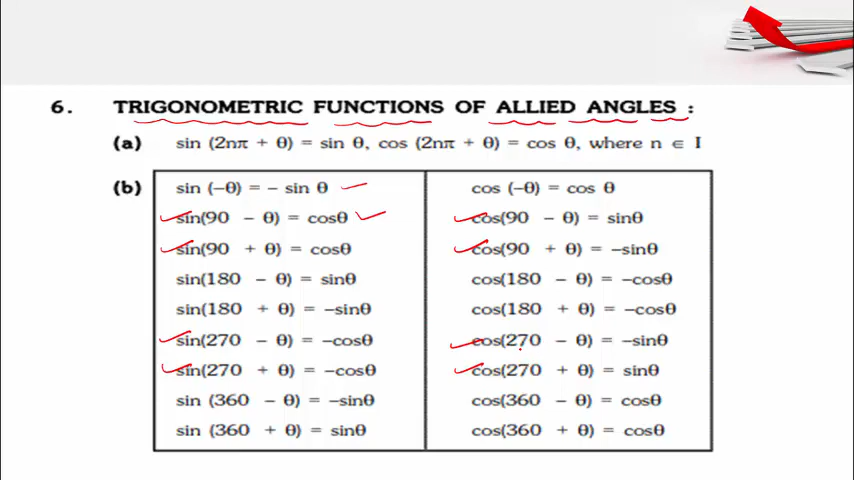 6. TRIGONOMETRIC FUNCTIONS OF ALLIED ANGLES :
(a) sin (2nπ + θ) = sin θ, cos (2nπ + θ) = cos θ, where n ∈ I
(b) sin (–θ) = – sin θ cos (–θ) = cos θ
sin(90 – θ) = cosθ cos(90 – θ) = sinθ
sin(90 + θ) = cosθ cos(90 + θ) = –sinθ
sin(180 – θ) = sinθ cos(180 – θ) = –cosθ
sin(180 + θ) = –sinθ cos(180 + θ) = –cosθ
sin(270 – θ) = –cosθ cos(270 – θ) = –sinθ
sin(270 + θ) = –cosθ cos(270 + θ) = sinθ
sin (360 – θ) = –sinθ cos(360 – θ) = cosθ
sin (360 + θ) = sinθ cos(360 + θ) = cosθ